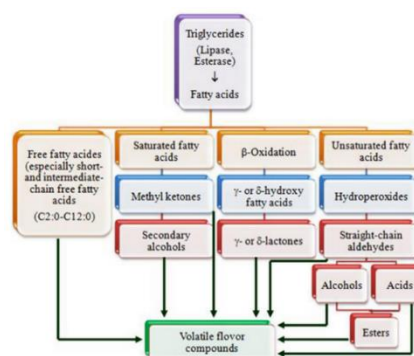 Triglycerides
(Lipase,
Esterase)
↓
Fatty acids
Free fatty acides
(especially short-
and intermediate-
chain free fatty
acids
(C2:0-C12:0)
Saturated fatty
acids
Methyl ketones
Secondary
alcohols
β-Oxidation
γ- or δ-hydroxy
fatty acids
γ- or δ-lactones
Unsaturated fatty
acids
Hydroperoxides
Straight-chain
aldehydes
Alcohols
Acids
Esters
Volatile flovor
compounds